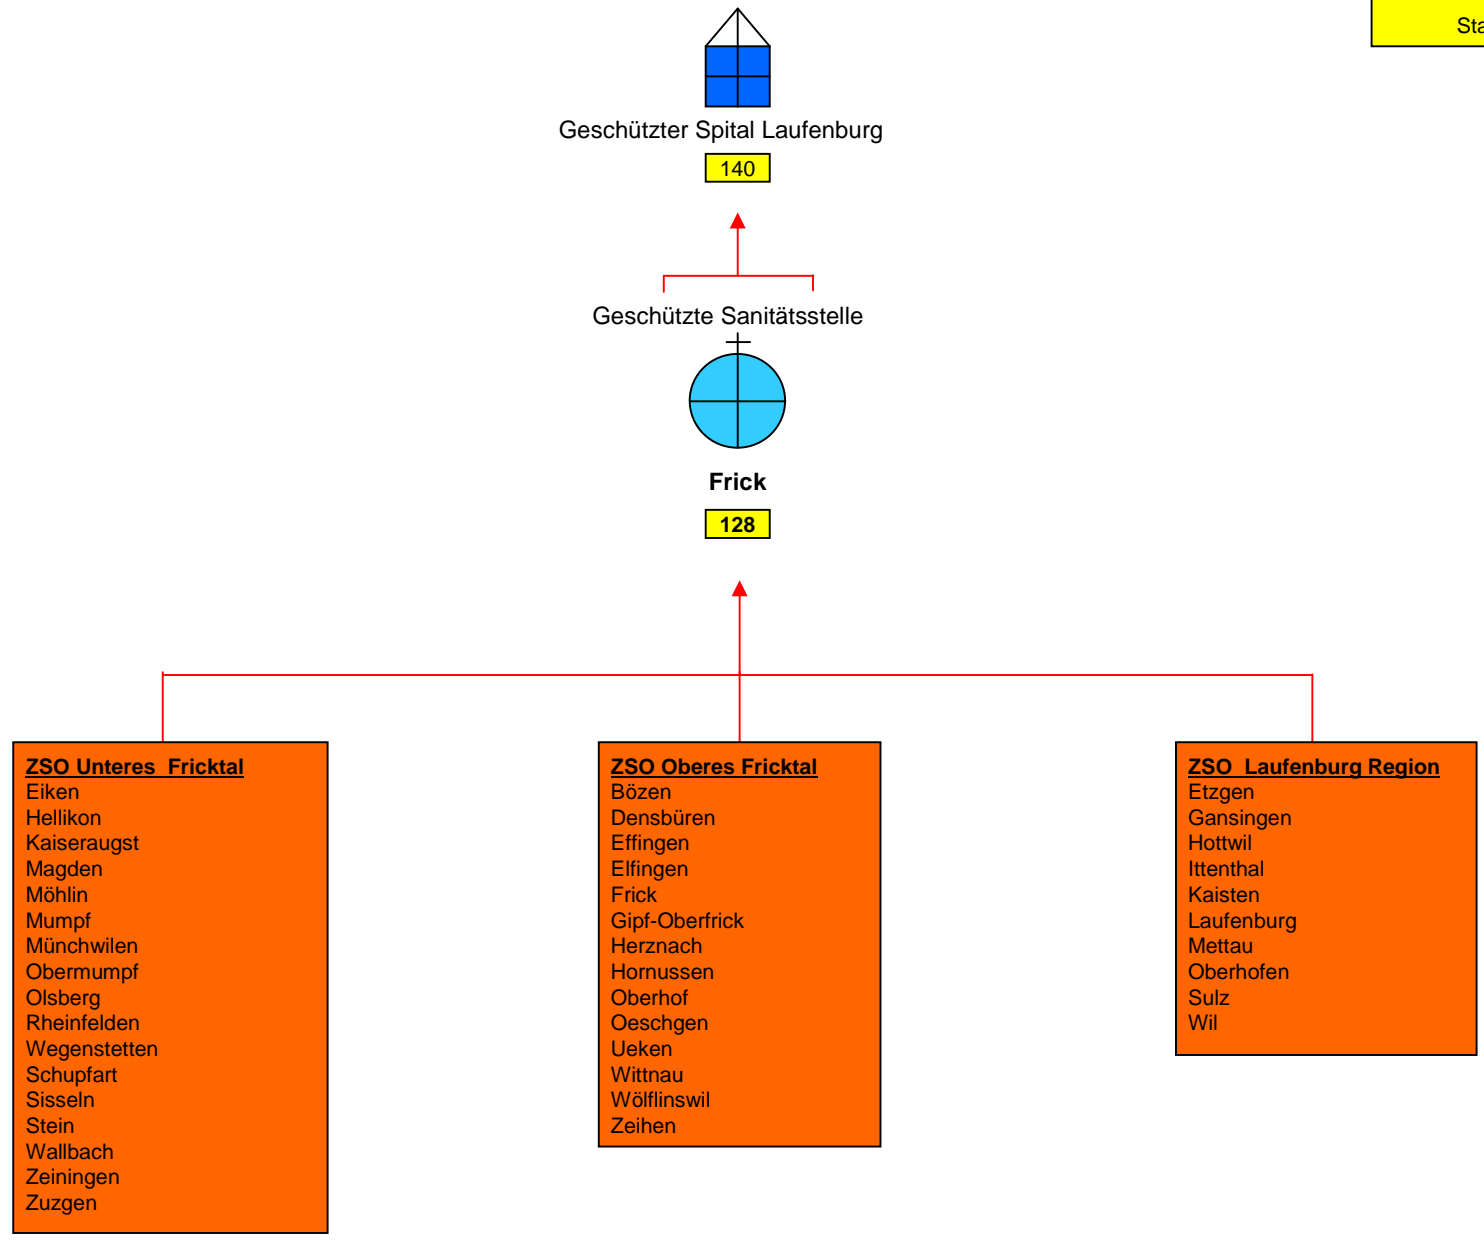 Geschützter Spital Laufenburg
140
Geschützte Sanitätsstelle
Frick
128
ZSO Unteres Fricktal
Eiken
Hellikon
Kaiseraugst
Magden
Möhlin
Mumpf
Münchwilen
Obermumpf
Olsberg
Rheinfelden
Wegenstetten
Schupfart
Sisseln
Stein
Wallbach
Zeiningen
Zuzgen
ZSO Oberes Fricktal
Bözen
Densbüren
Effingen
Elfingen
Frick
Gipf-Oberfrick
Herznach
Hornussen
Oberhof
Oeschgen
Ueken
Wittnau
Wölflinswil
Zeihen
ZSO Laufenburg Region
Etzgen
Gansingen
Hottwil
Ittenthal
Kaisten
Laufenburg
Mettau
Oberhofen
Sulz
Wil